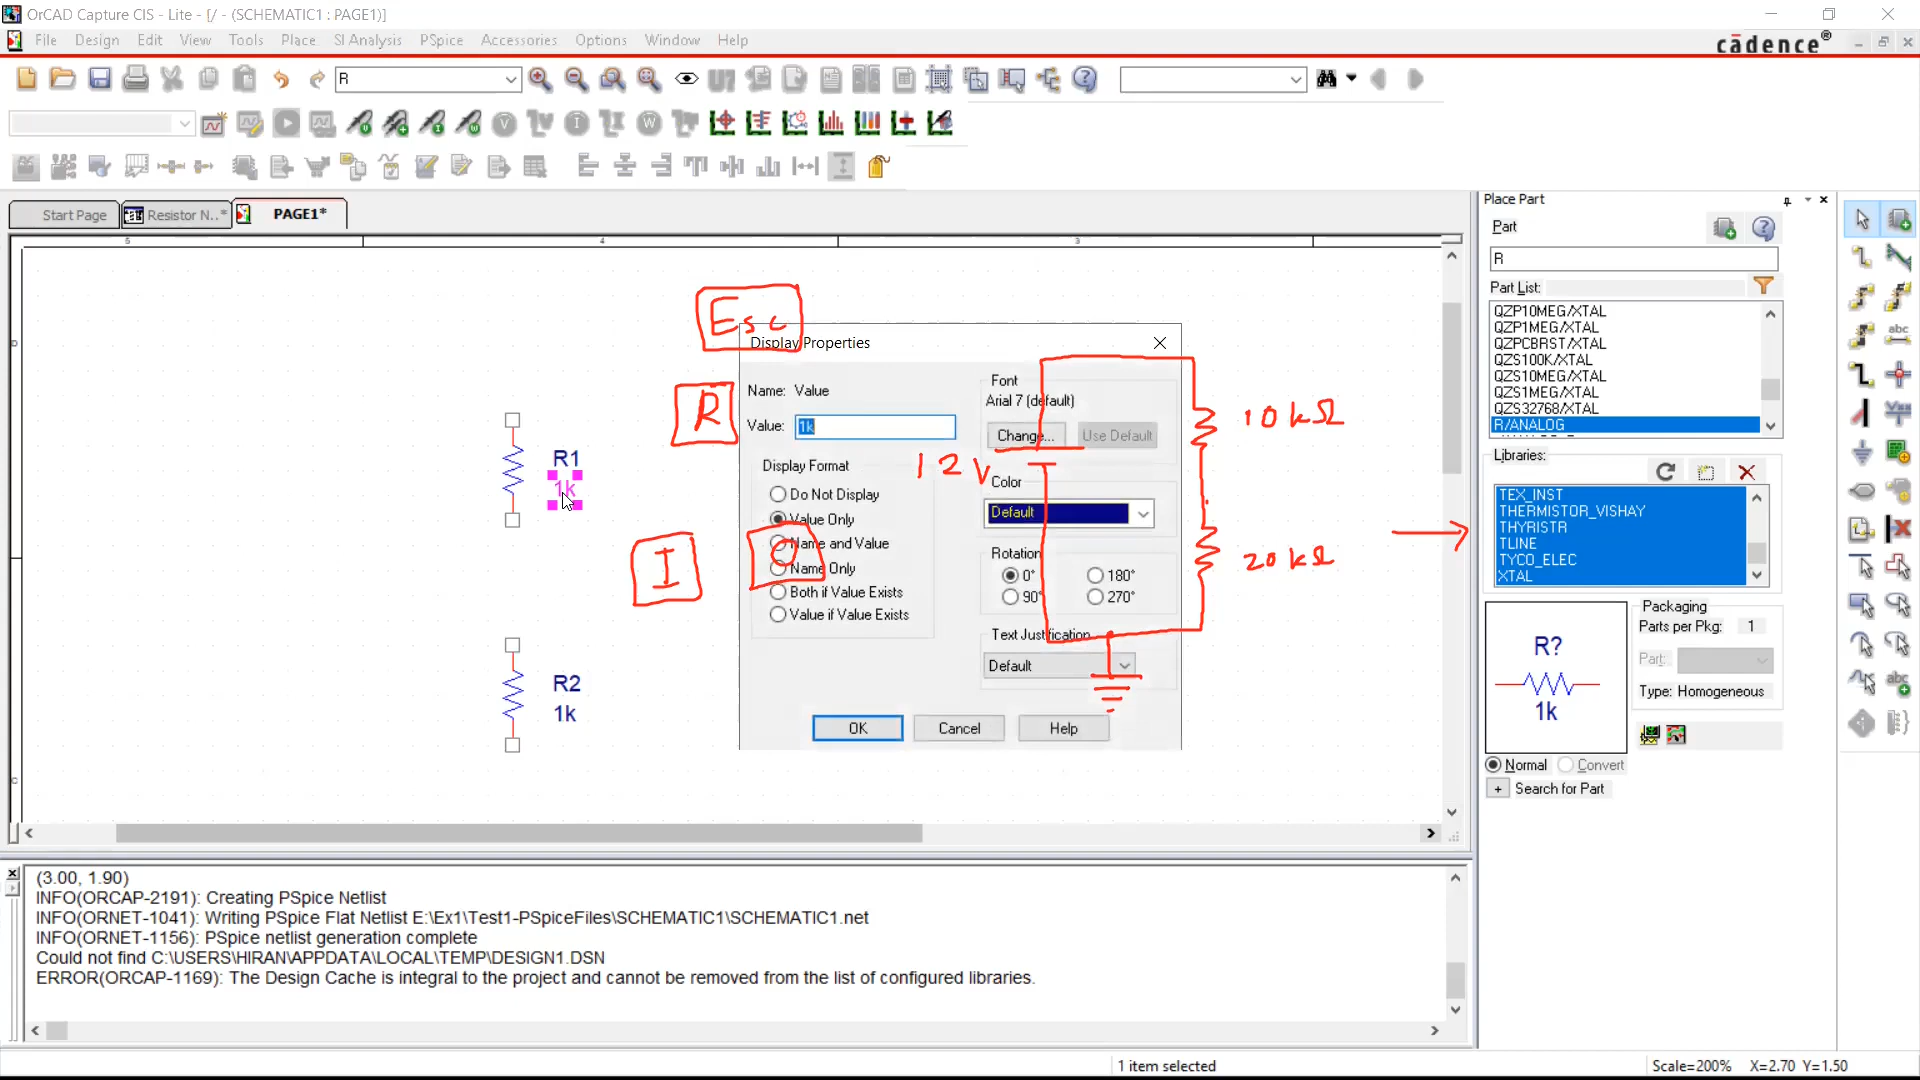 OrCAD Capture CIS - Lite - [/ - (SCHEMATIC1 : PAGE1)]
File Design Edit View Tools Place SI Analysis PSpice Accessories Options Window Help
cādence®
R
Start Page
Resistor N..*
PAGE1*
5 4 3
D
C
R1
1k
R2
1k
Esc
R
I
O
12V
10kΩ
20kΩ
Display Properties
Name: Value
Value: 1k
Display Format
Do Not Display
Value Only
Name and Value
Name Only
Both if Value Exists
Value if Value Exists
Font
Arial 7 (default)
Change...
Use Default
Color
Default
Rotation
0° 180°
90° 270°
Text Justification
Default
OK
Cancel
Help
Place Part
Part
R
Part List:
QZP10MEG/XTAL
QZP1MEG/XTAL
QZPCBRST/XTAL
QZS100K/XTAL
QZS10MEG/XTAL
QZS1MEG/XTAL
QZS32768/XTAL
R/ANALOG
Libraries:
TEX_INST
THERMISTOR_VISHAY
THYRISTR
TLINE
TYCO_ELEC
XTAL
R?
1k
Packaging
Parts per Pkg: 1
Part:
Type: Homogeneous
Normal Convert
+ Search for Part
(3.00, 1.90)
INFO(ORCAP-2191): Creating PSpice Netlist
INFO(ORNET-1041): Writing PSpice Flat Netlist E:\Ex1\Test1-PSpiceFiles\SCHEMATIC1\SCHEMATIC1.net
INFO(ORNET-1156): PSpice netlist generation complete
Could not find C:\USERS\HIRAN\APPDATA\LOCAL\TEMP\DESIGN1.DSN
ERROR(ORCAP-1169): The Design Cache is integral to the project and cannot be removed from the list of configured libraries.
1 item selected
Scale=200% X=2.70 Y=1.50